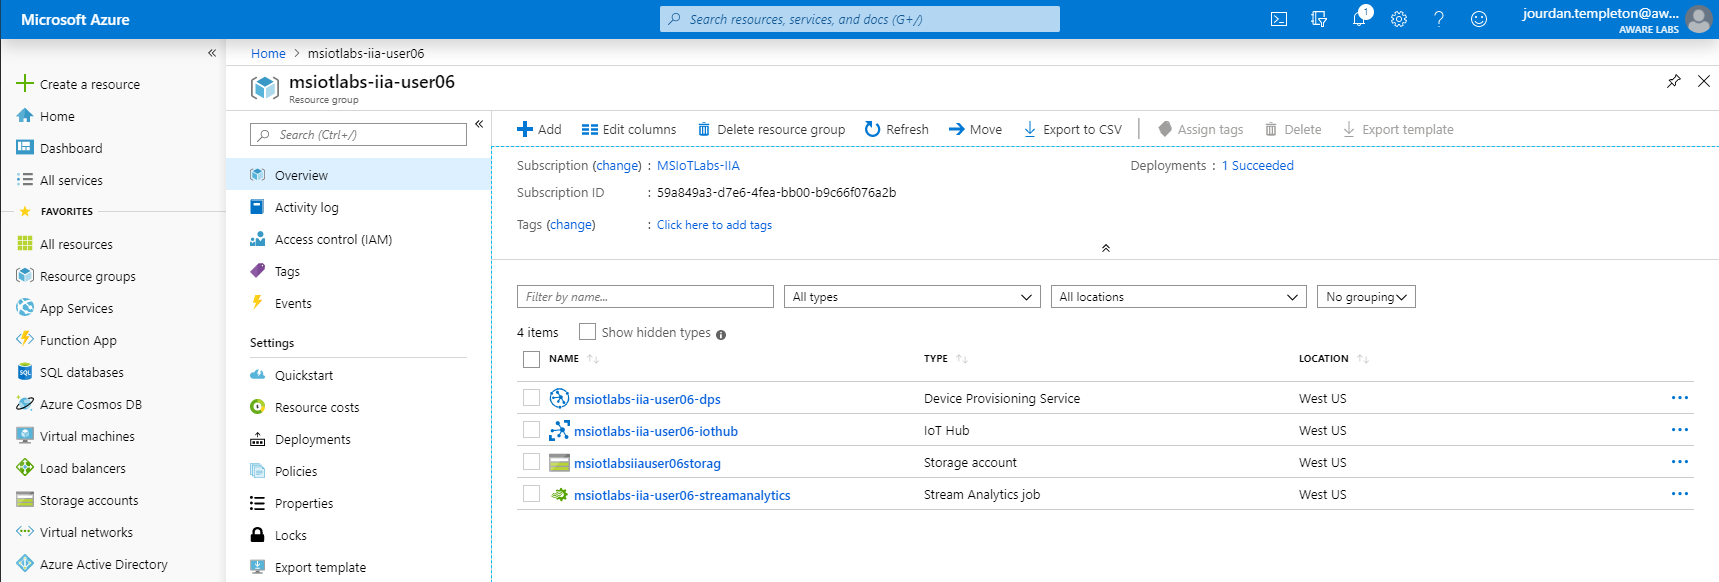 Microsoft Azure
Search resources, services, and docs (G+/)
1
jourdan.templeton@aw...
AWARE LABS
«
Create a resource
Home
Dashboard
All services
FAVORITES
All resources
Resource groups
App Services
Function App
SQL databases
Azure Cosmos DB
Virtual machines
Load balancers
Storage accounts
Virtual networks
Azure Active Directory
Home > msiotlabs-iia-user06
msiotlabs-iia-user06
Resource group
Search (Ctrl+/)
«
Overview
Activity log
Access control (IAM)
Tags
Events
Settings
Quickstart
Resource costs
Deployments
Policies
Properties
Locks
Export template
Add Edit columns Delete resource group Refresh Move Export to CSV Assign tags Delete Export template
Subscription (change) : MSIoTLabs-IIA Deployments : 1 Succeeded
Subscription ID : 59a849a3-d7e6-4fea-bb00-b9c66f076a2b
Tags (change) : Click here to add tags
Filter by name... All types All locations No grouping
4 items Show hidden types
NAME TYPE LOCATION
msiotlabs-iia-user06-dps Device Provisioning Service West US ...
msiotlabs-iia-user06-iothub IoT Hub West US ...
msiotlabsiiauser06storag Storage account West US ...
msiotlabs-iia-user06-streamanalytics Stream Analytics job West US ...